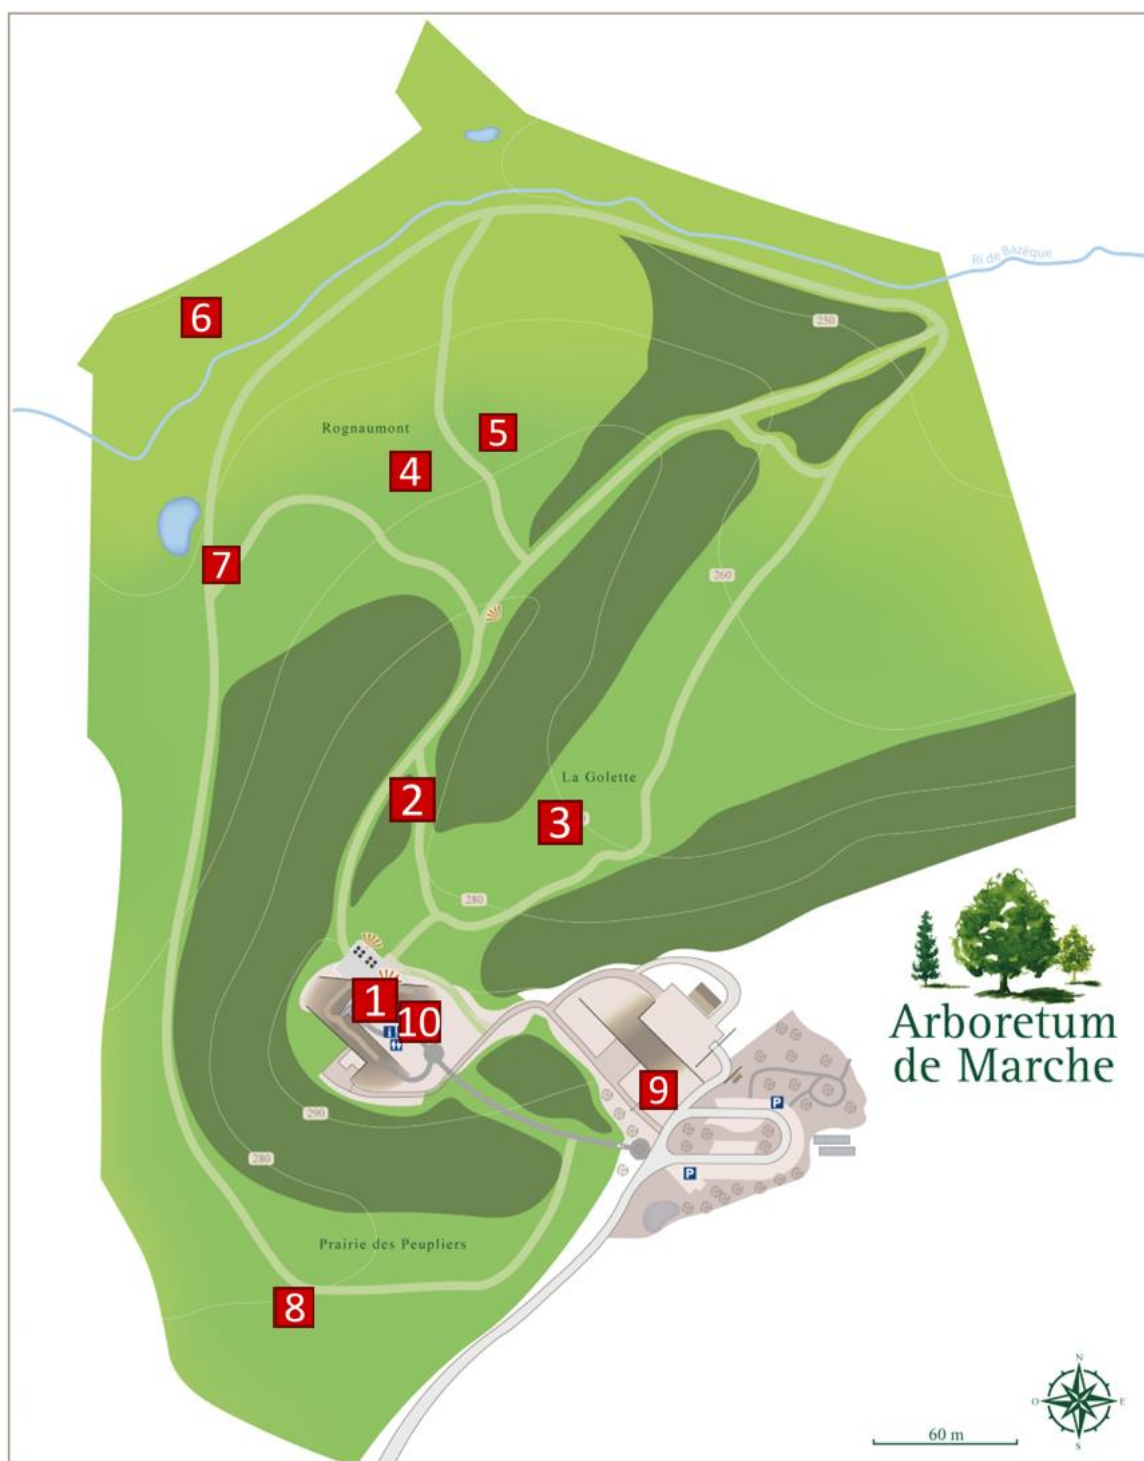 Ri de Bazèque
6
250
Rognaumont
5
4
7
260
La Golette
2
3
280
Arboretum
de Marche
1
10
i
9
P
290
280
P
Prairie des Peupliers
8
N
O
E
S
60 m